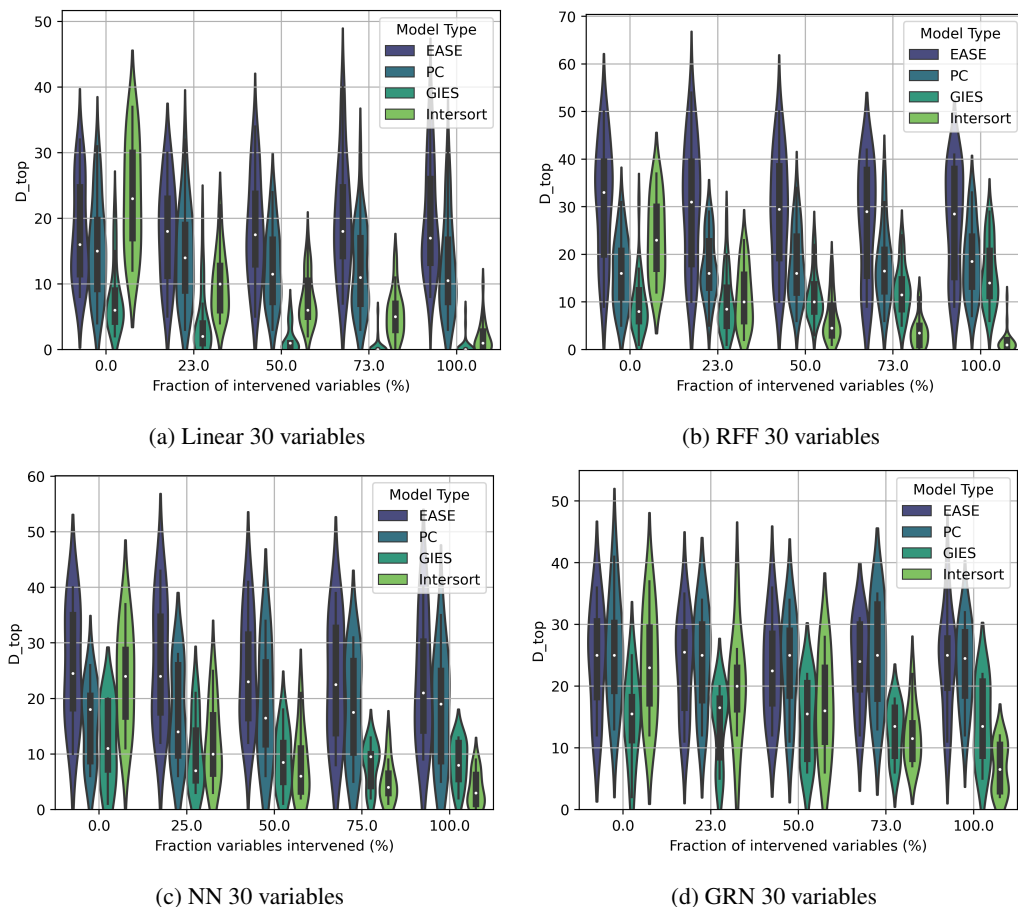 50
40
30
20
10
0
D_top
Model Type
EASE
PC
GIES
Intersort
0.0 23.0 50.0 73.0 100.0
Fraction of intervened variables (%)
(a) Linear 30 variables
70
60
50
40
30
20
10
0
D_top
Model Type
EASE
PC
GIES
Intersort
0.0 23.0 50.0 73.0 100.0
Fraction of intervened variables (%)
(b) RFF 30 variables
60
50
40
30
20
10
0
D_top
Model Type
EASE
PC
GIES
Intersort
0.0 25.0 50.0 75.0 100.0
Fraction variables intervened (%)
(c) NN 30 variables
50
40
30
20
10
0
D_top
Model Type
EASE
PC
GIES
Intersort
0.0 23.0 50.0 73.0 100.0
Fraction of intervened variables (%)
(d) GRN 30 variables